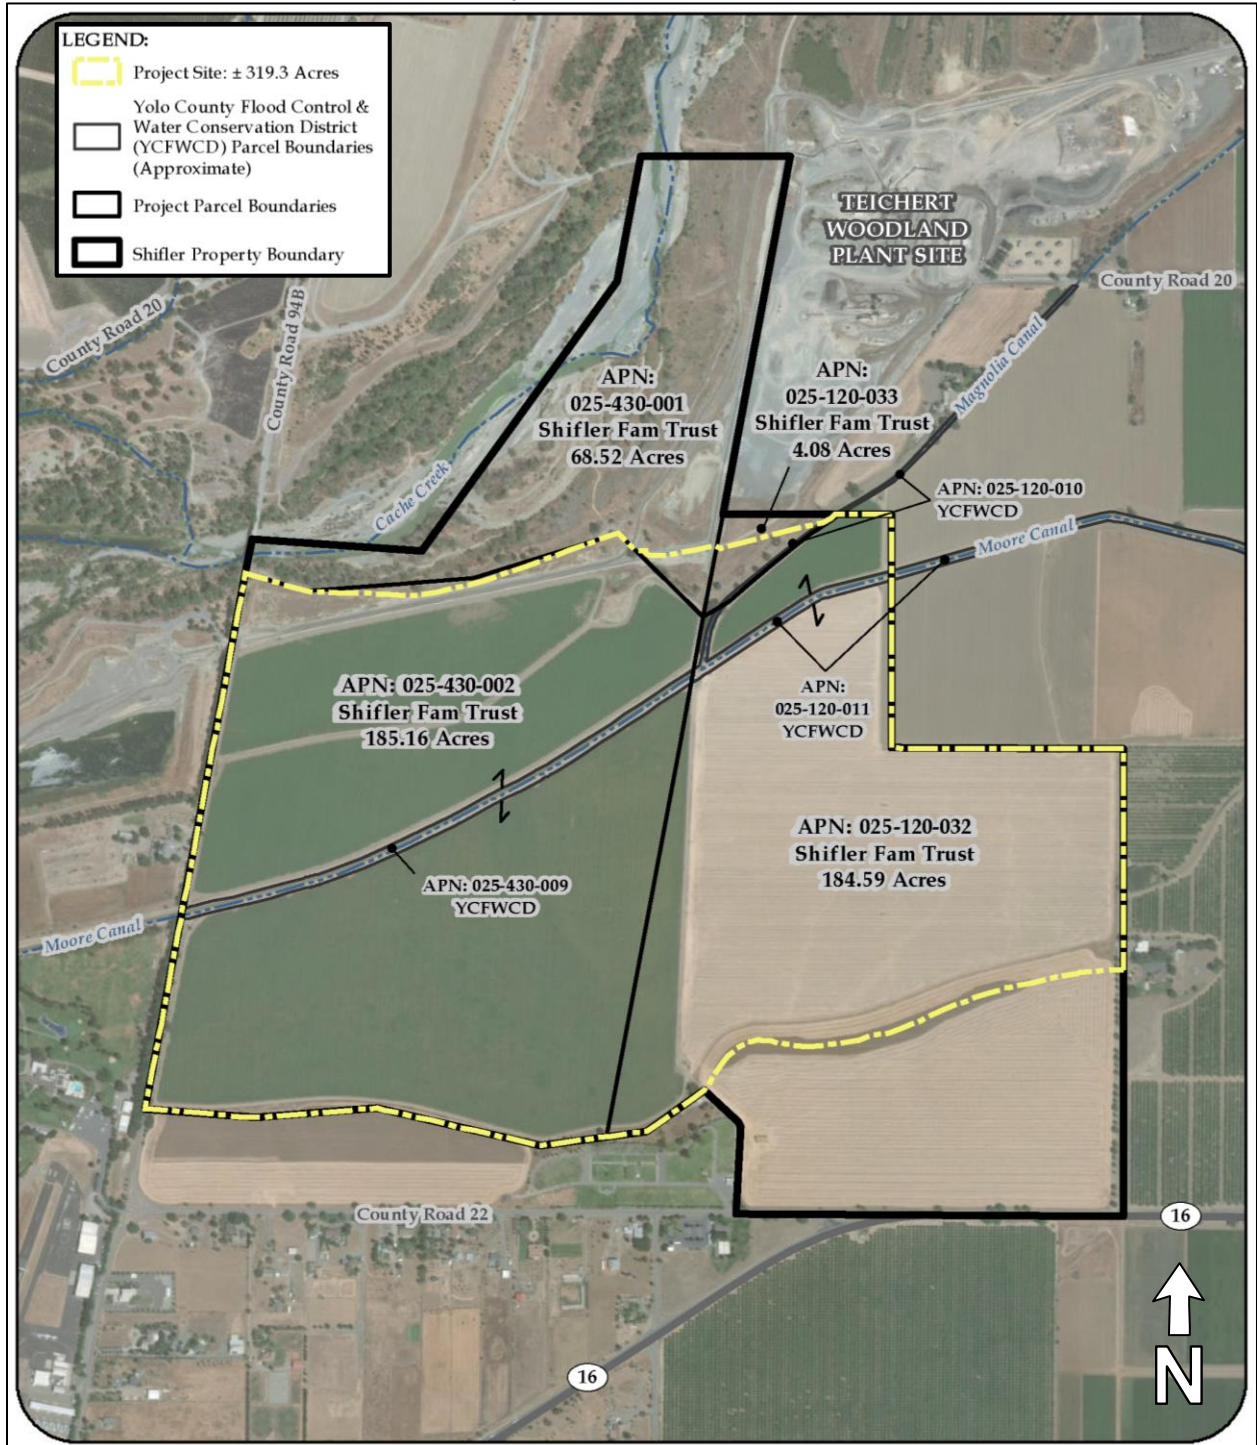 LEGEND:
Project Site: ± 319.3 Acres
Yolo County Flood Control &
Water Conservation District
(YCFWCD) Parcel Boundaries
(Approximate)
Project Parcel Boundaries
Shifler Property Boundary
TEICHERT
WOODLAND
PLANT SITE
County Road 20
County Road 20
County Road 94B
Magnolia Canal
APN:
025-430-001
Shifler Fam Trust
68.52 Acres
APN:
025-120-033
Shifler Fam Trust
4.08 Acres
Cache Creek
APN: 025-120-010
YCFWCD
Moore Canal
APN: 025-430-002
Shifler Fam Trust
185.16 Acres
APN:
025-120-011
YCFWCD
APN: 025-120-032
Shifler Fam Trust
184.59 Acres
APN: 025-430-009
YCFWCD
Moore Canal
County Road 22
16
16
N